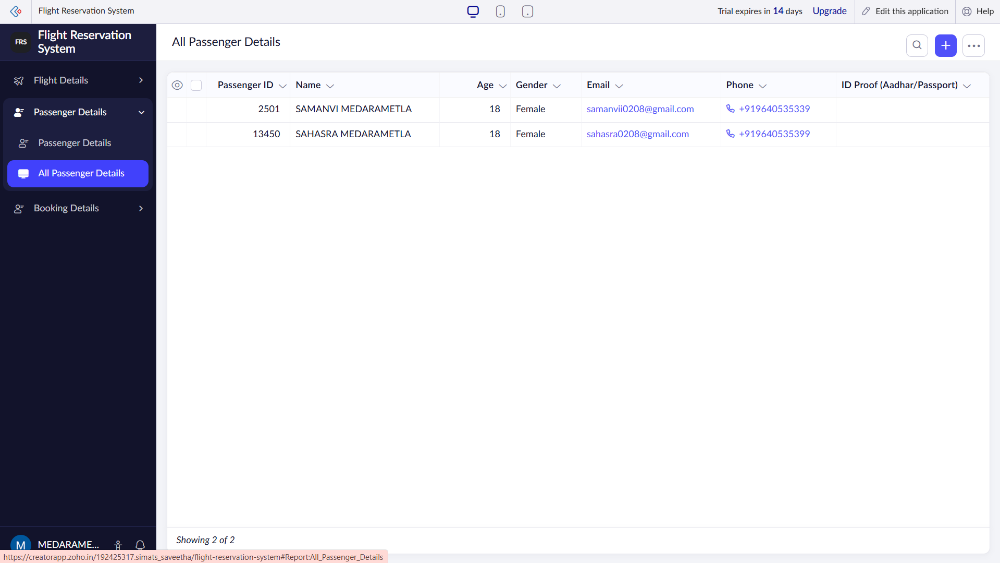 Flight Reservation System
Trial expires in 14 days
Upgrade
Edit this application
Help
FRS
Flight Reservation
System
Flight Details
Passenger Details
Passenger Details
All Passenger Details
Booking Details
All Passenger Details
Passenger ID Name Age Gender Email Phone ID Proof (Aadhar/Passport)
2501 SAMANVI MEDARAMETLA 18 Female samanvii0208@gmail.com +919640535339
13450 SAHASRA MEDARAMETLA 18 Female sahasra0208@gmail.com +919640535399
Showing 2 of 2
M MEDARAME...
https://creatorapp.zoho.in/192425317.simats_saveetha/flight-reservation-system#Report:All_Passenger_Details